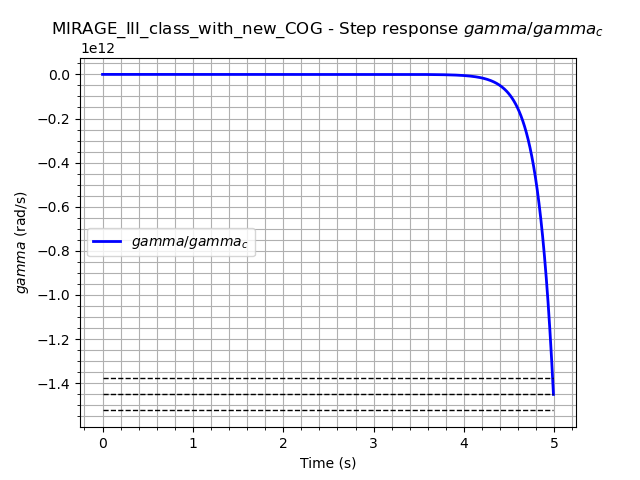 MIRAGE_III_class_with_new_COG - Step response gamma/gamma_c
1e12
0.0
−0.2
−0.4
−0.6
−0.8
−1.0
−1.2
−1.4
gamma (rad/s)
gamma/gamma_c
0 1 2 3 4 5
Time (s)